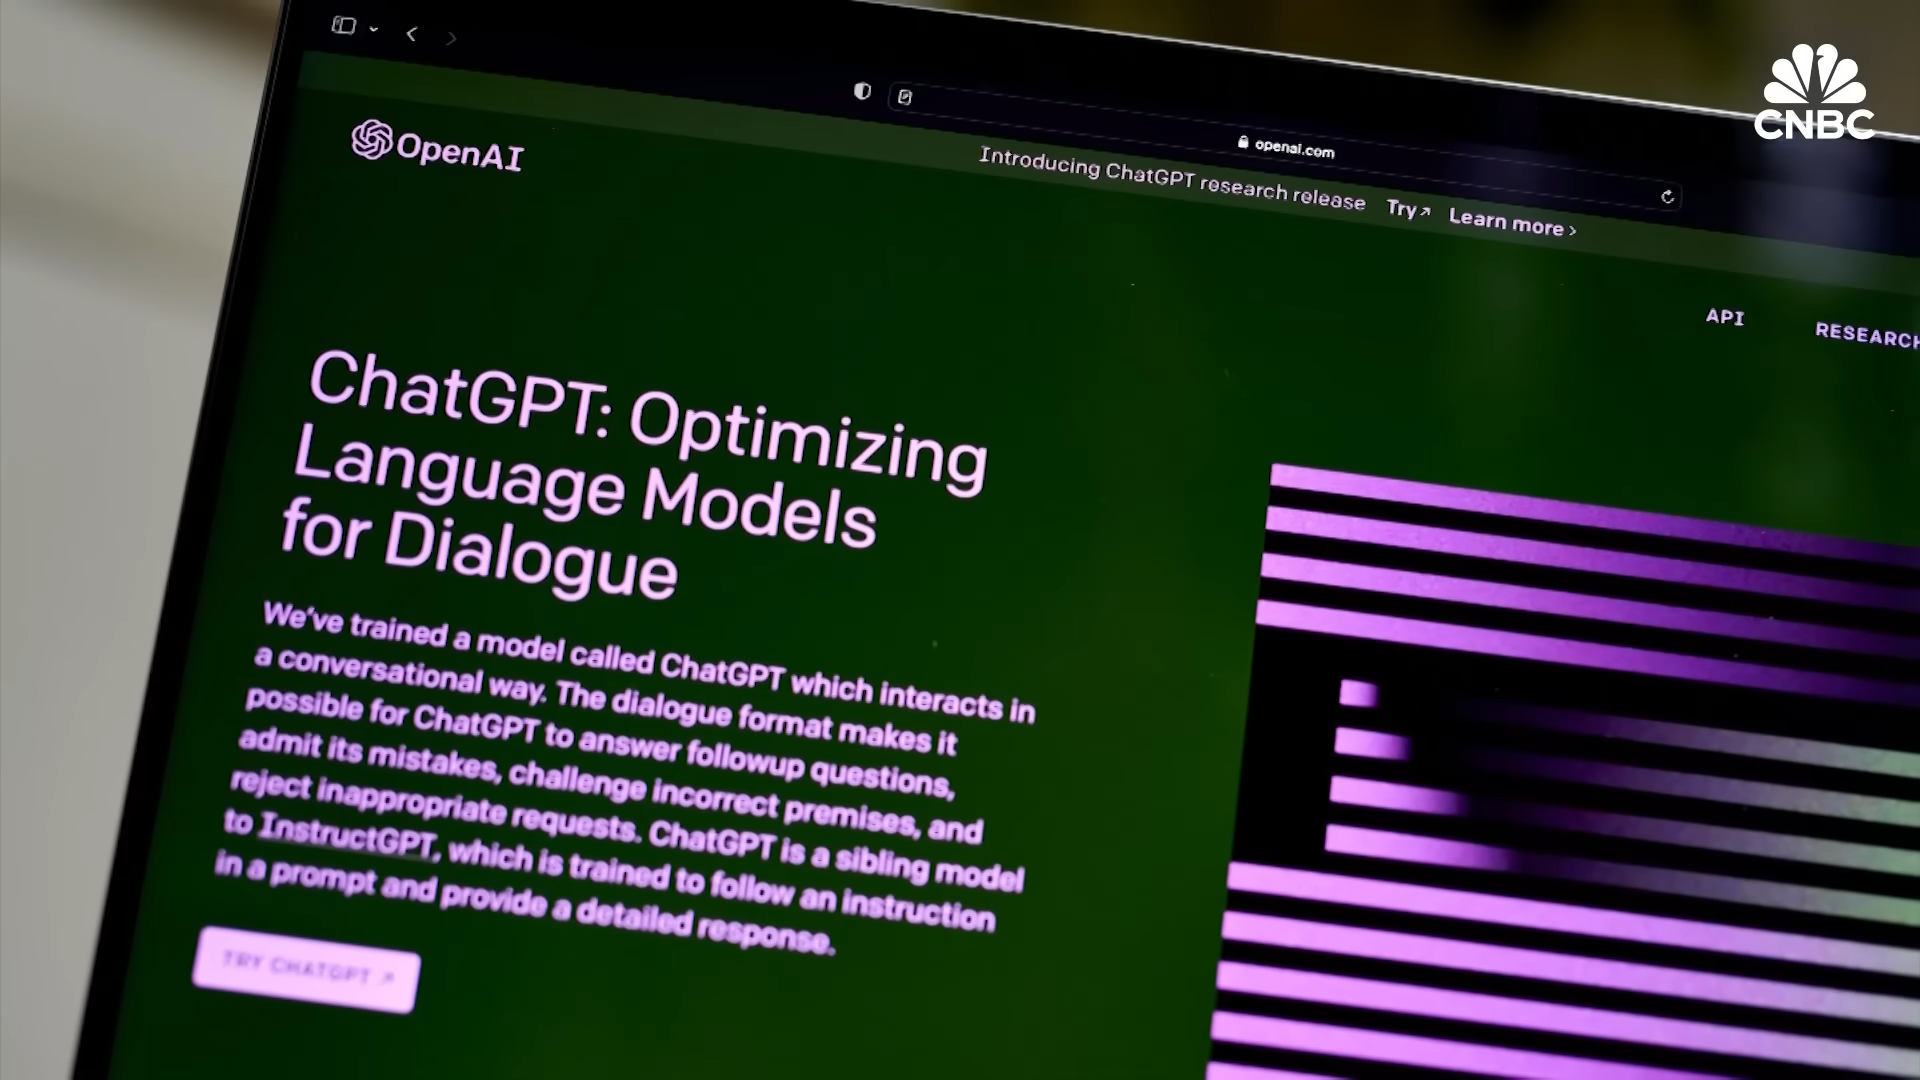 CNBC
openai.com
OpenAI
Introducing ChatGPT research release Try↗ Learn more >
API RESEARCH
ChatGPT: Optimizing
Language Models
for Dialogue
We've trained a model called ChatGPT which interacts in
a conversational way. The dialogue format makes it
possible for ChatGPT to answer followup questions,
admit its mistakes, challenge incorrect premises, and
reject inappropriate requests. ChatGPT is a sibling model
to InstructGPT, which is trained to follow an instruction
in a prompt and provide a detailed response.
TRY CHATGPT ↗